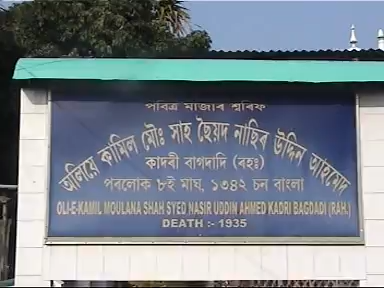 পবিত্র মাজাৰ শ্বৰিফ
অলিয়ে কামিল মৌঃ সাহ ছৈয়দ নাছিৰ উদ্দিন আহমেদ
কাদৰী বাগদাদি (ৰহঃ)
পৰলোক ৮ই মাঘ, ১৩৪২ চন বাংলা
OLI-E-KAMIL MOULANA SHAH SYED NASIR UDDIN AHMED KADRI BAGDADI (RAH.)
DEATH :- 1935